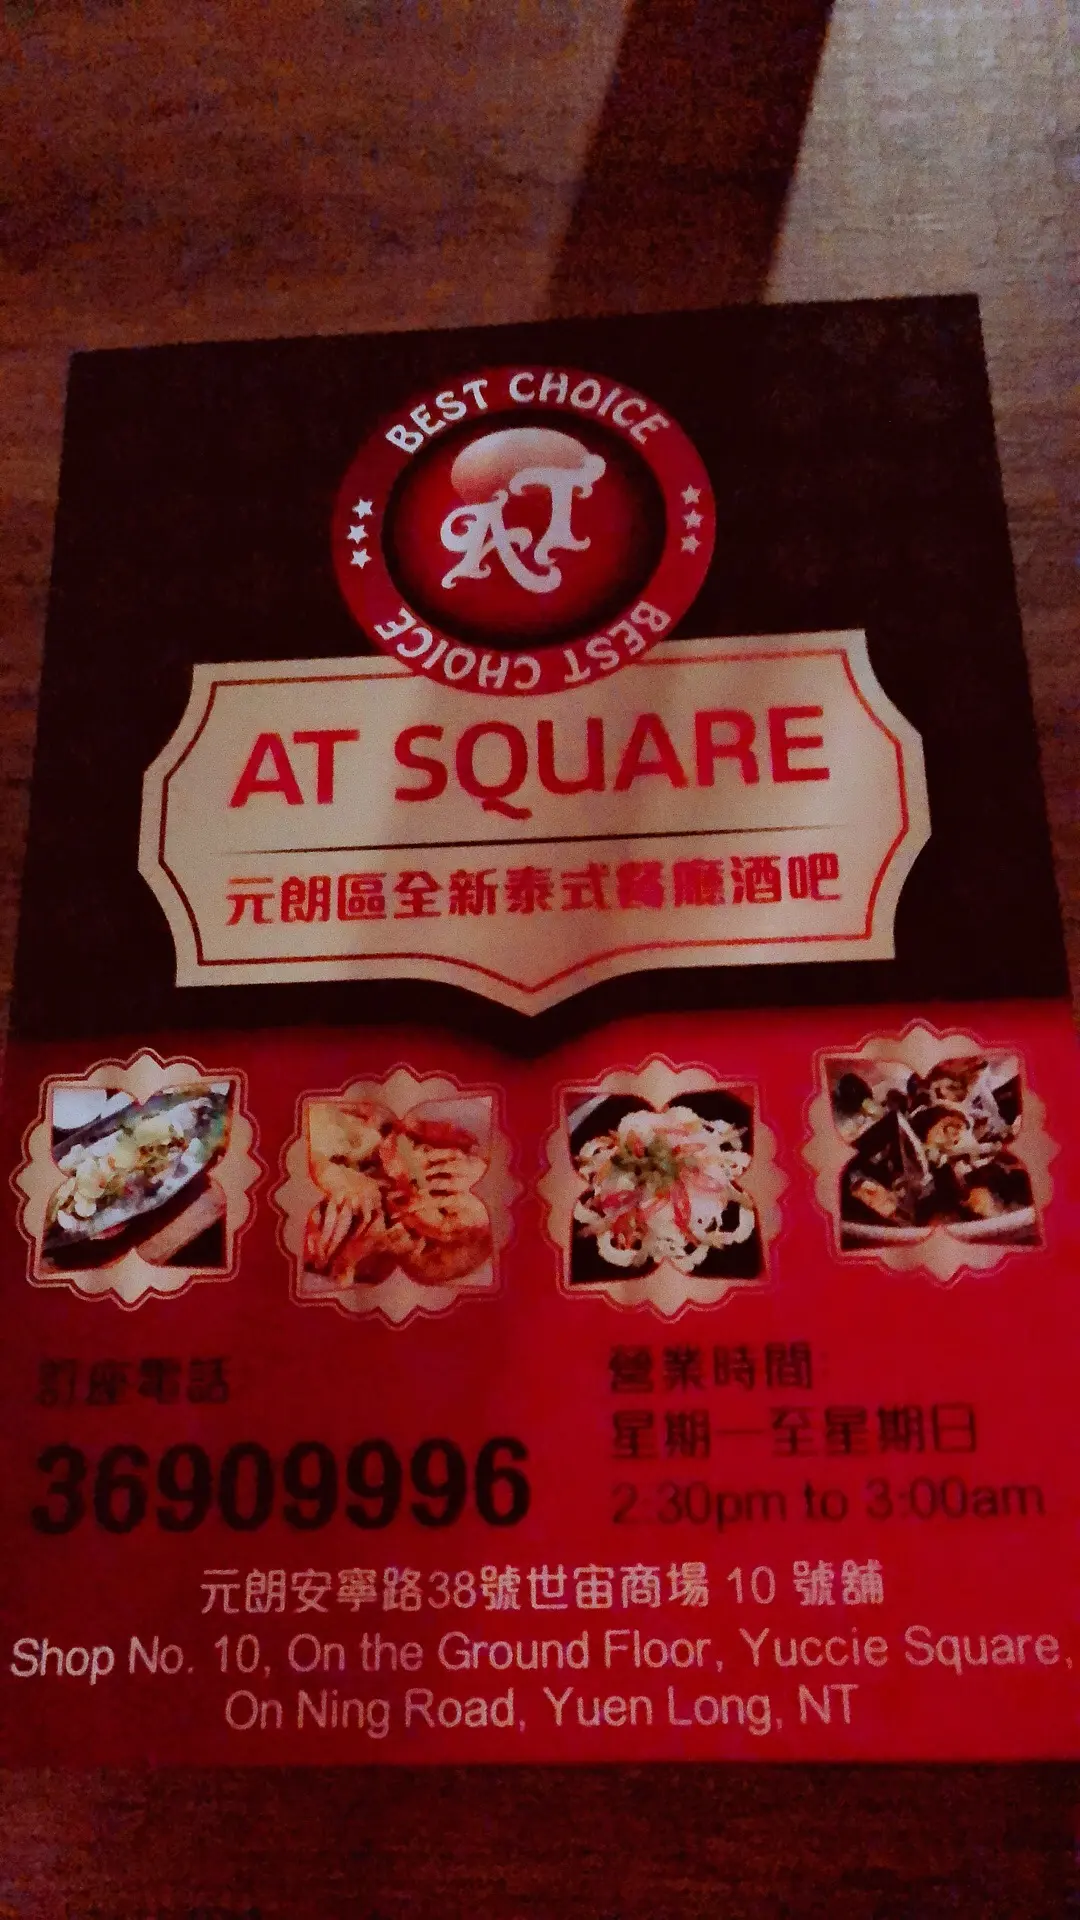 BEST CHOICE
AT
BEST CHOICE
AT SQUARE
元朗區全新泰式餐廳酒吧
訂座電話
36909996
營業時間
星期一至星期日
2:30pm to 3:00am
元朗安寧路38號世宙商場 10 號舖
Shop No. 10, On the Ground Floor, Yuccie Square,
On Ning Road, Yuen Long, NT